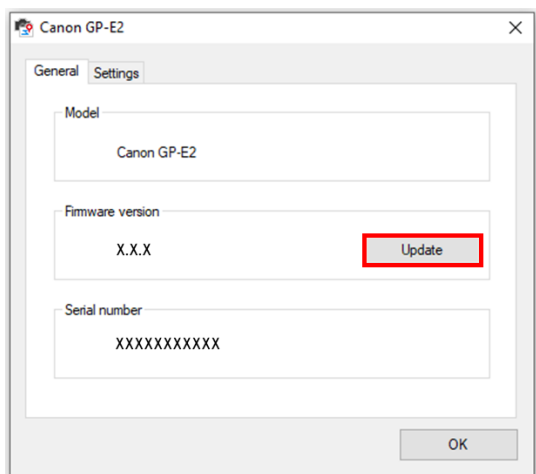 Canon GP-E2
General Settings
Model
Canon GP-E2
Firmware version
X.X.X Update
Serial number
XXXXXXXXXXX
OK